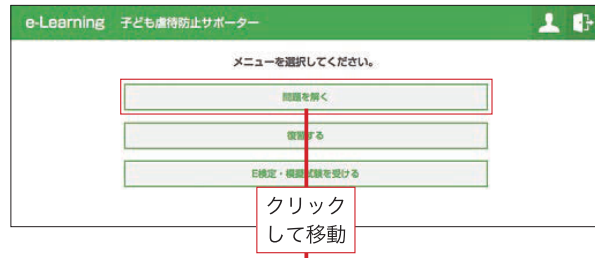 e-Learning 子ども虐待防止サポーター
メニューを選択してください。
問題を解く
復習する
E検定・模擬試験を受ける
クリック
して移動